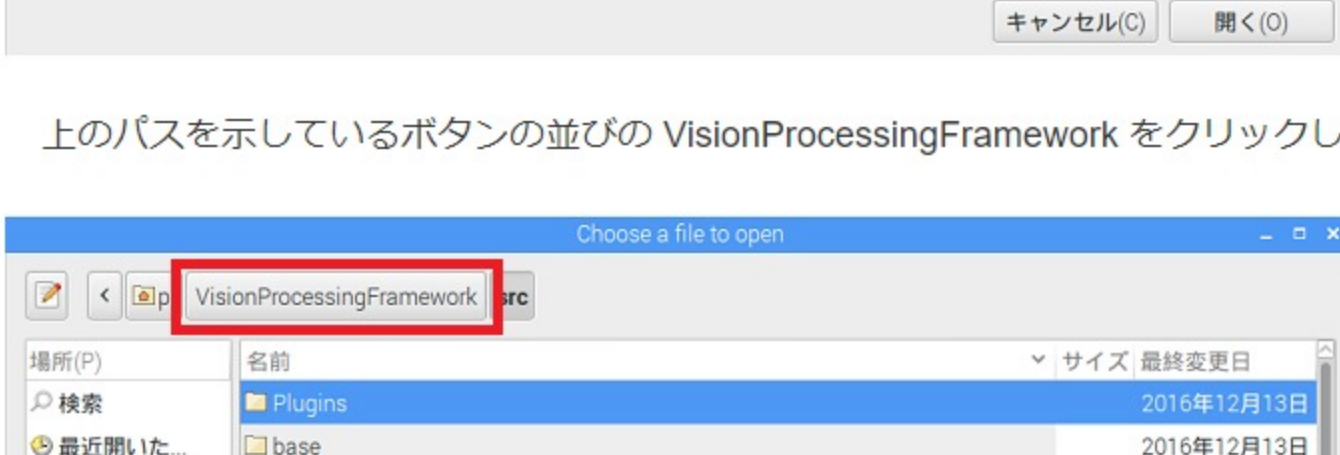 キャンセル(C) 開く(O)
上のパスを示しているボタンの並びの VisionProcessingFramework をクリックし
Choose a file to open
VisionProcessingFramework src
場所(P) 名前 サイズ 最終変更日
検索 Plugins 2016年12月13日
最近開いた... base 2016年12月13日